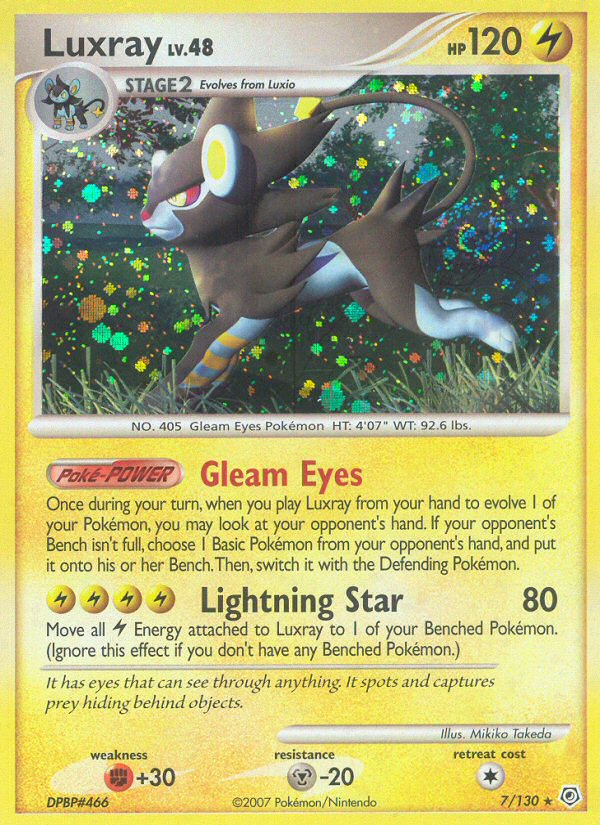 Luxray LV.48
HP 120
STAGE2 Evolves from Luxio
NO. 405 Gleam Eyes Pokémon HT: 4'07" WT: 92.6 lbs.
Poké-POWER Gleam Eyes
Once during your turn, when you play Luxray from your hand to evolve 1 of
your Pokémon, you may look at your opponent's hand. If your opponent's
Bench isn't full, choose 1 Basic Pokémon from your opponent's hand, and put
it onto his or her Bench. Then, switch it with the Defending Pokémon.
Lightning Star 80
Move all Energy attached to Luxray to 1 of your Benched Pokémon.
(Ignore this effect if you don't have any Benched Pokémon.)
It has eyes that can see through anything. It spots and captures
prey hiding behind objects.
Illus. Mikiko Takeda
weakness resistance retreat cost
+30 -20
DPBP#466 ©2007 Pokémon/Nintendo 7/130 ★